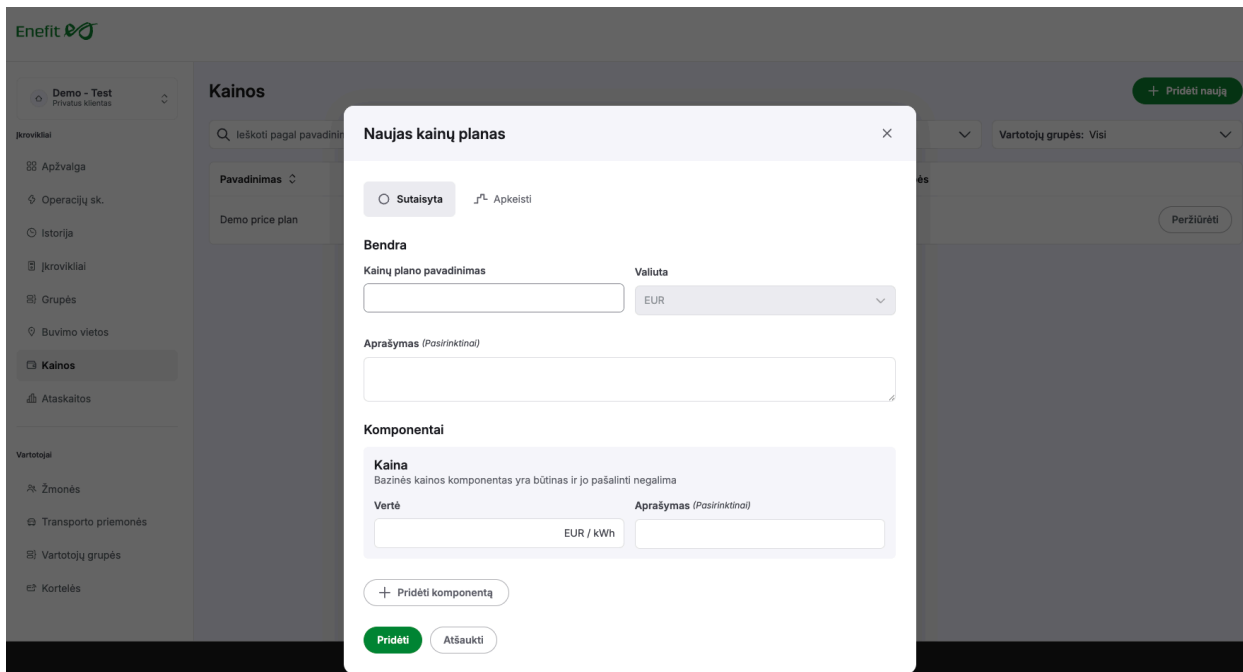 Enefit
Demo - Test
Privatus klientas
Įkrovikliai
Apžvalga
Operacijų sk.
Istorija
Įkrovikliai
Grupės
Buvimo vietos
Kainos
Ataskaitos
Vartotojai
Žmonės
Transporto priemonės
Vartotojų grupės
Kortelės
Kainos
+ Pridėti naują
Ieškoti pagal
Vartotojų grupės: Visi
Pavadinimas
Demo price plan
Peržiūrėti
Naujas kainų planas
Sutaisyta
Apkeisti
Bendra
Kainų plano pavadinimas
Valiuta
EUR
Aprašymas (Pasirinktinai)
Komponentai
Kaina
Bazinės kainos komponentas yra būtinas ir jo pašalinti negalima
Vertė
Aprašymas (Pasirinktinai)
EUR / kWh
+ Pridėti komponentą
Pridėti
Atšaukti